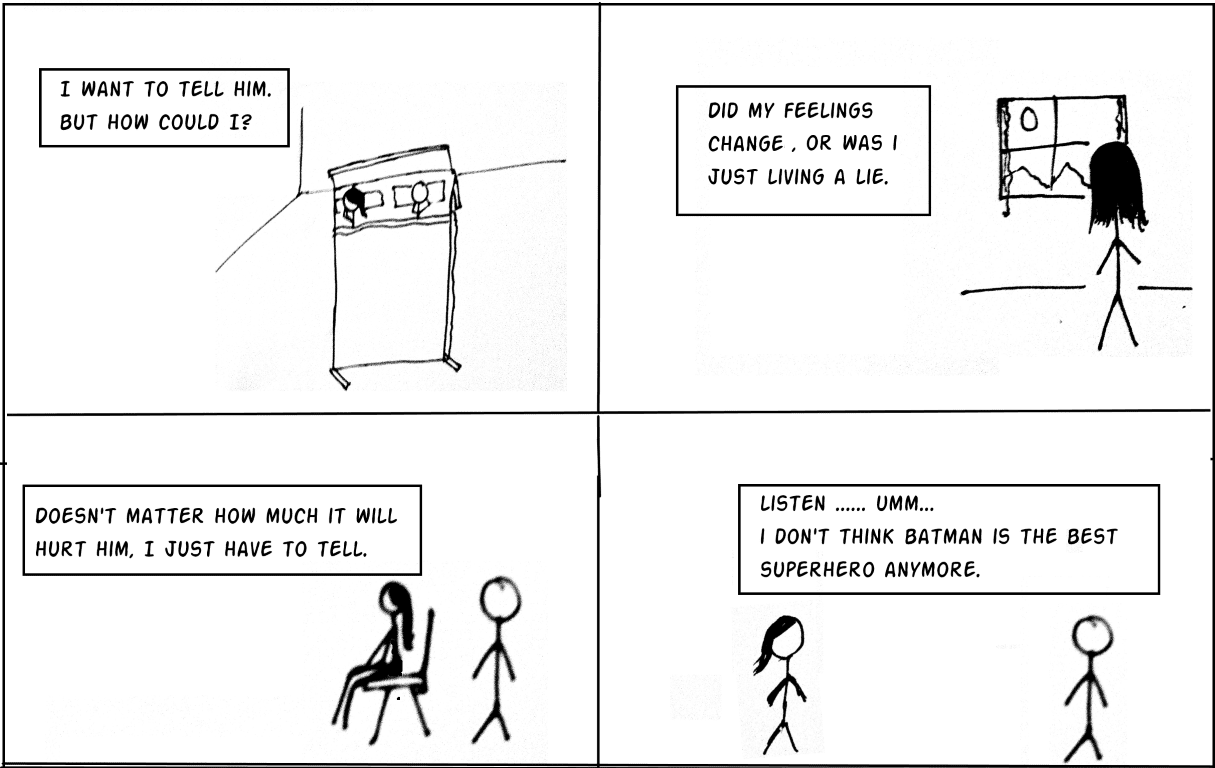 I WANT TO TELL HIM.
BUT HOW COULD I?
DID MY FEELINGS
CHANGE , OR WAS I
JUST LIVING A LIE.
DOESN'T MATTER HOW MUCH IT WILL
HURT HIM, I JUST HAVE TO TELL.
LISTEN ...... UMM...
I DON'T THINK BATMAN IS THE BEST
SUPERHERO ANYMORE.